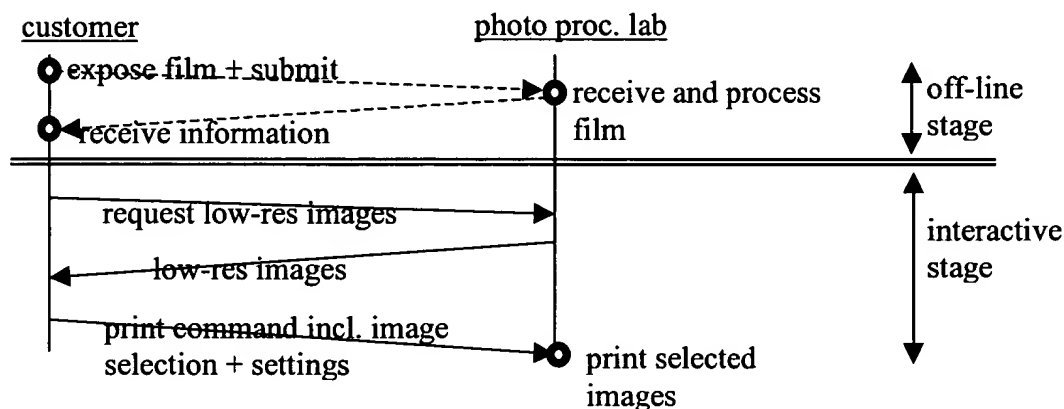 customer
photo proc. lab
expose film + submit
receive and process
film
off-line
stage
receive information
request low-res images
low-res images
interactive
stage
print command incl. image
selection + settings
print selected
images